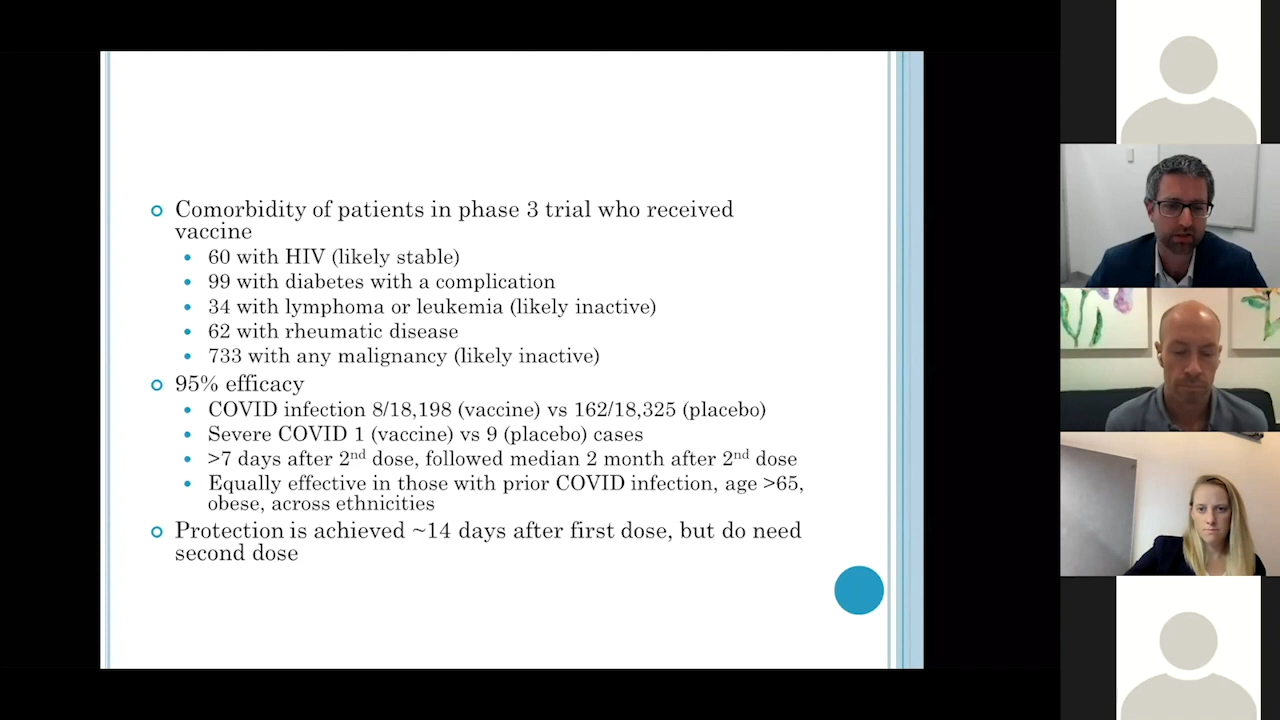 Comorbidity of patients in phase 3 trial who received
vaccine
60 with HIV (likely stable)
99 with diabetes with a complication
34 with lymphoma or leukemia (likely inactive)
62 with rheumatic disease
733 with any malignancy (likely inactive)
95% efficacy
COVID infection 8/18,198 (vaccine) vs 162/18,325 (placebo)
Severe COVID 1 (vaccine) vs 9 (placebo) cases
>7 days after 2nd dose, followed median 2 month after 2nd dose
Equally effective in those with prior COVID infection, age >65,
obese, across ethnicities
Protection is achieved ~14 days after first dose, but do need
second dose